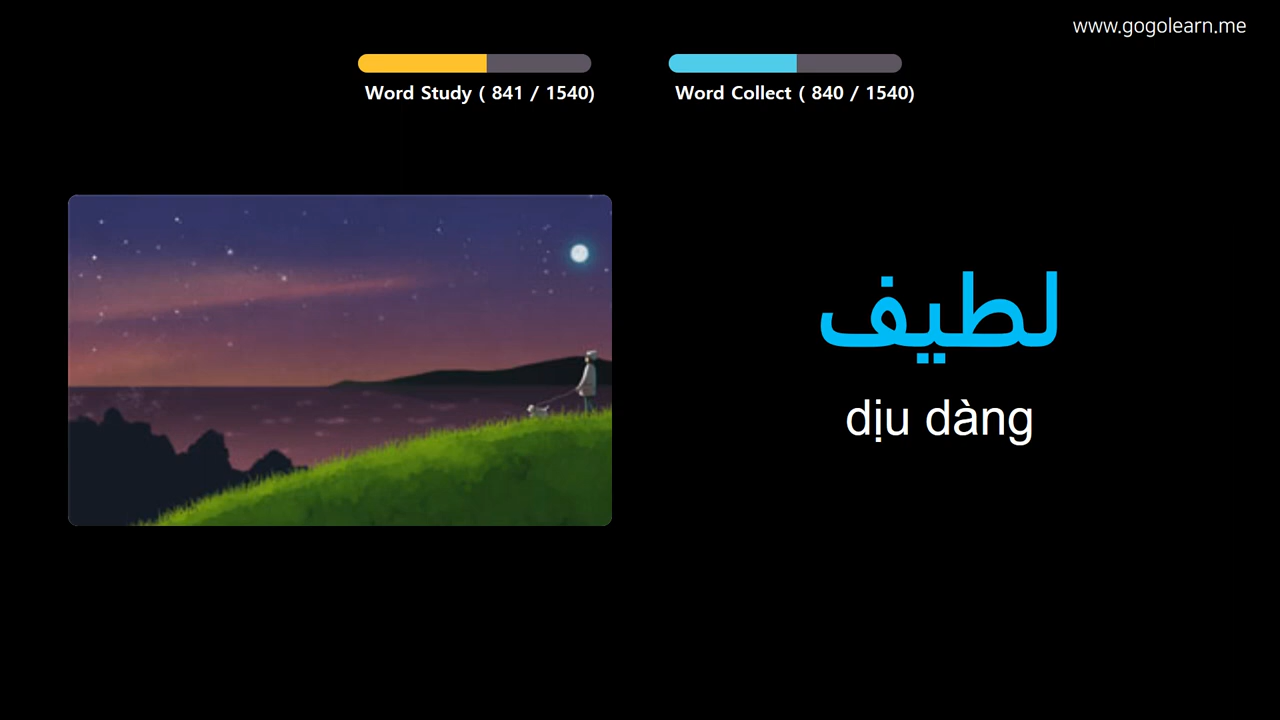 www.gogolearn.me
Word Study ( 841 / 1540)
Word Collect ( 840 / 1540)
لطيف
dịu dàng